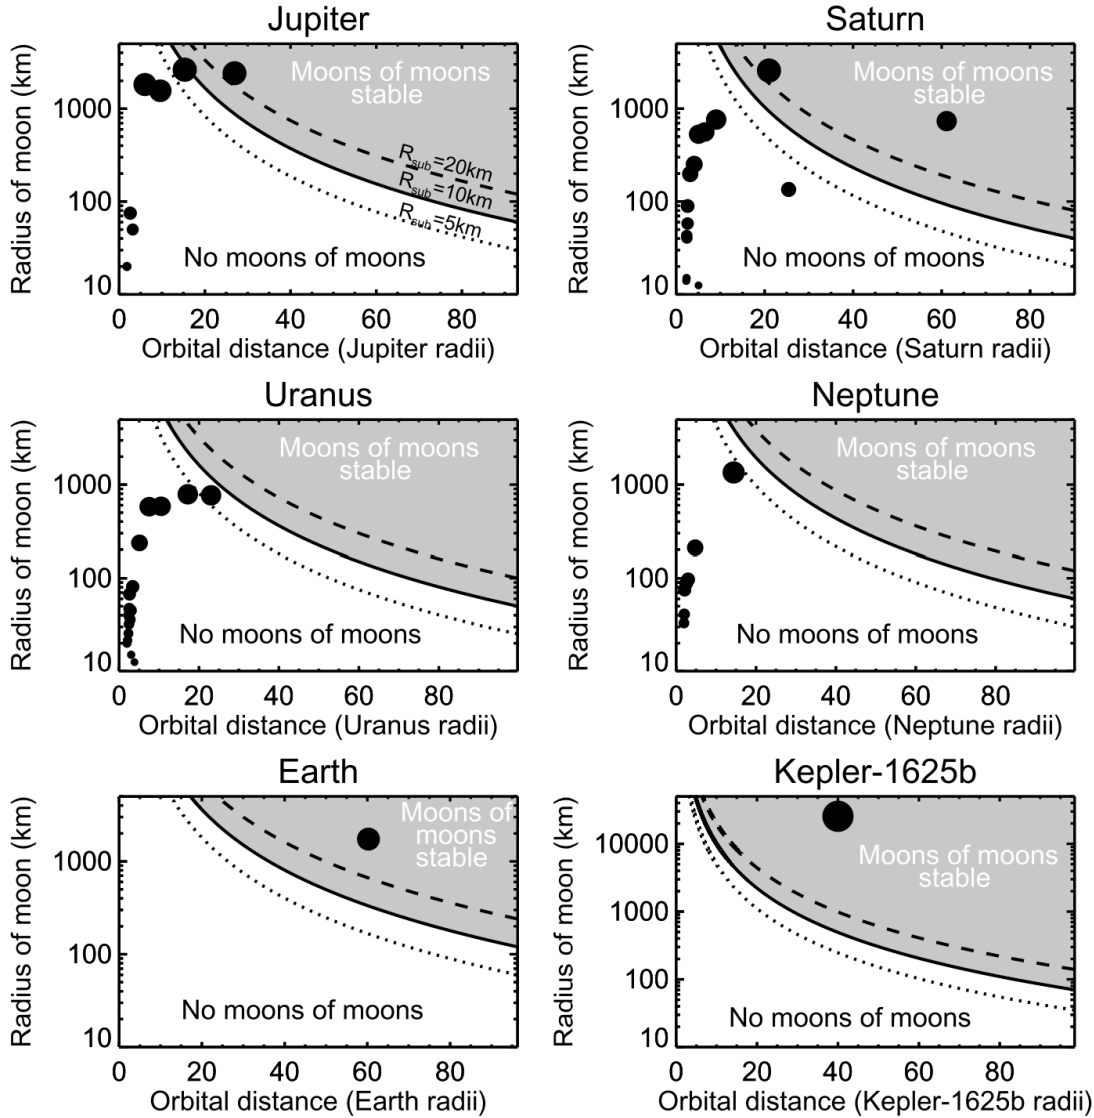 Jupiter
Radius of moon (km)
1000
100
10
Moons of moons
stable
R_sub=20km
R_sub=10km
R_sub=5km
No moons of moons
0 20 40 60 80
Orbital distance (Jupiter radii)
Saturn
Radius of moon (km)
1000
100
10
Moons of moons
stable
No moons of moons
0 20 40 60 80
Orbital distance (Saturn radii)
Uranus
Radius of moon (km)
1000
100
10
Moons of moons
stable
No moons of moons
0 20 40 60 80
Orbital distance (Uranus radii)
Neptune
Radius of moon (km)
1000
100
10
Moons of moons
stable
No moons of moons
0 20 40 60 80
Orbital distance (Neptune radii)
Earth
Radius of moon (km)
1000
100
10
Moons of
moons
stable
No moons of moons
0 20 40 60 80
Orbital distance (Earth radii)
Kepler-1625b
Radius of moon (km)
10000
1000
100
10
Moons of moons
stable
No moons of moons
0 20 40 60 80
Orbital distance (Kepler-1625b radii)